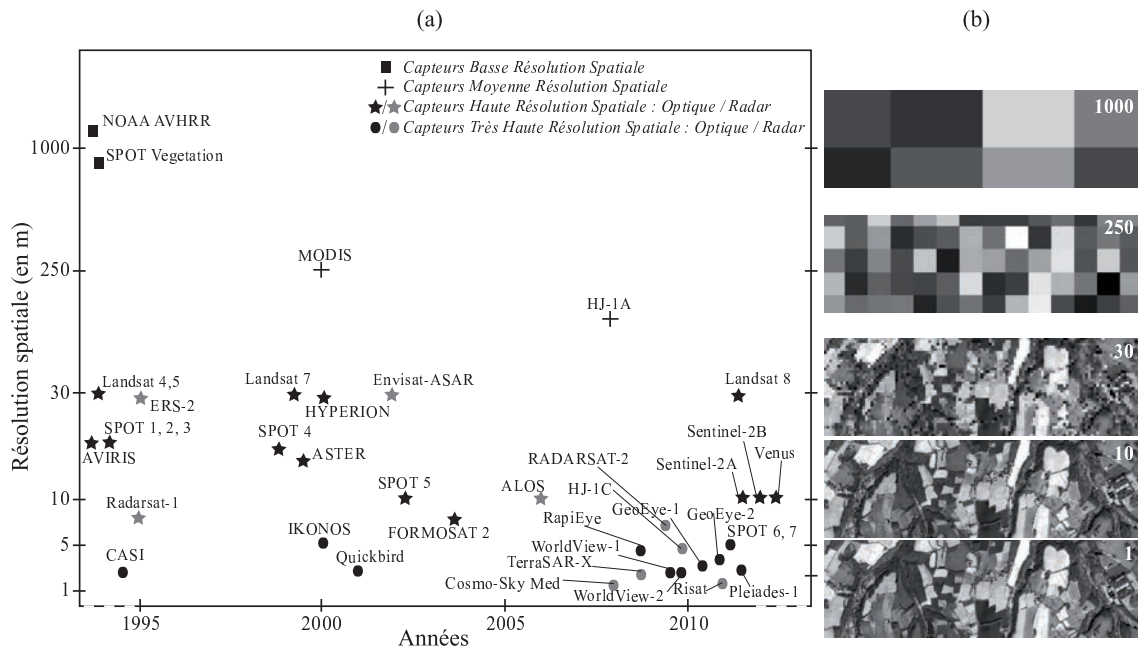 (a)
(b)
Capteurs Basse Résolution Spatiale
Capteurs Moyenne Résolution Spatiale
/ Capteurs Haute Résolution Spatiale : Optique / Radar
/ Capteurs Très Haute Résolution Spatiale : Optique / Radar
NOAA AVHRR
SPOT Vegetation
MODIS
HJ-1A
Landsat 4,5
ERS-2
SPOT 1, 2, 3
AVIRIS
Radarsat-1
CASI
Landsat 7
HYPERION
Envisat-ASAR
SPOT 4
ASTER
SPOT 5
FORMOSAT 2
IKONOS
Quickbird
Landsat 8
Sentinel-2B
Sentinel-2A
Venus
RADARSAT-2
ALOS
HJ-1C
GeoEye-1
GeoEye-2
RapiEye
SPOT 6, 7
WorldView-1
TerraSAR-X
Cosmo-Sky Med
WorldView-2
Risat
Pleiades-1
1000
250
30
10
5
1
Résolution spatiale (en m)
1995
2000
2005
2010
Années
1000
250
30
10
1